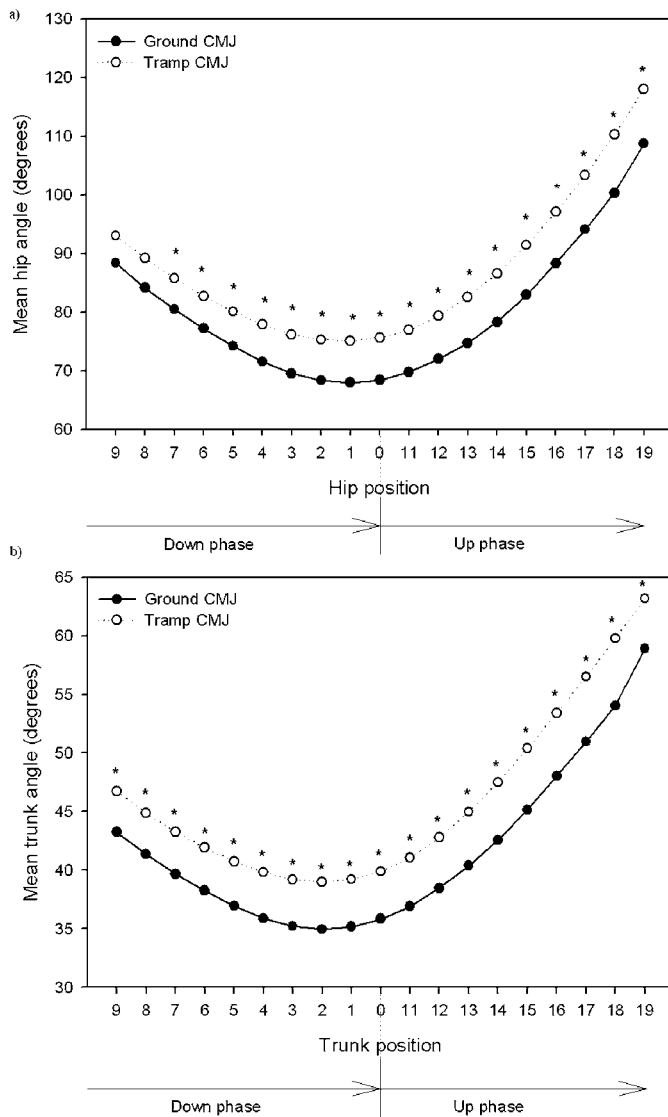 a)
130
120
110
100
90
80
70
60
Mean hip angle (degrees)
Ground CMJ
Tramp CMJ
* * * * * * * * * * * * * * * * *
9 8 7 6 5 4 3 2 1 0 11 12 13 14 15 16 17 18 19
Hip position
Down phase Up phase
b)
65
60
55
50
45
40
35
30
Mean trunk angle (degrees)
Ground CMJ
Tramp CMJ
* * * * * * * * * * * * * * * * * * *
9 8 7 6 5 4 3 2 1 0 11 12 13 14 15 16 17 18 19
Trunk position
Down phase Up phase